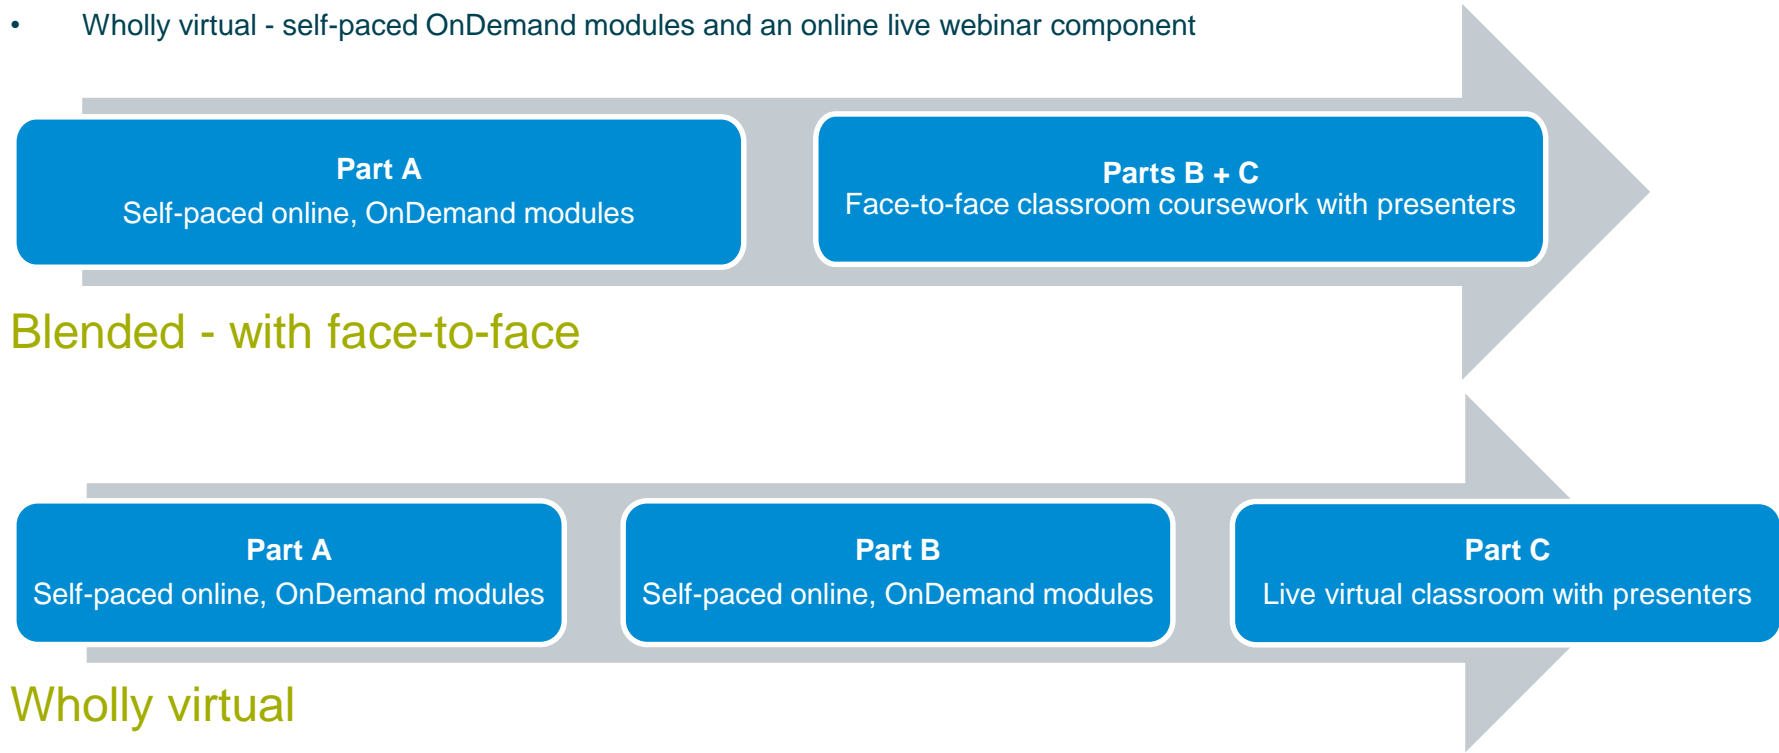 • Wholly virtual - self-paced OnDemand modules and an online live webinar component
Part A
Self-paced online, OnDemand modules
Parts B + C
Face-to-face classroom coursework with presenters
Blended - with face-to-face
Part A
Self-paced online, OnDemand modules
Part B
Self-paced online, OnDemand modules
Part C
Live virtual classroom with presenters
Wholly virtual